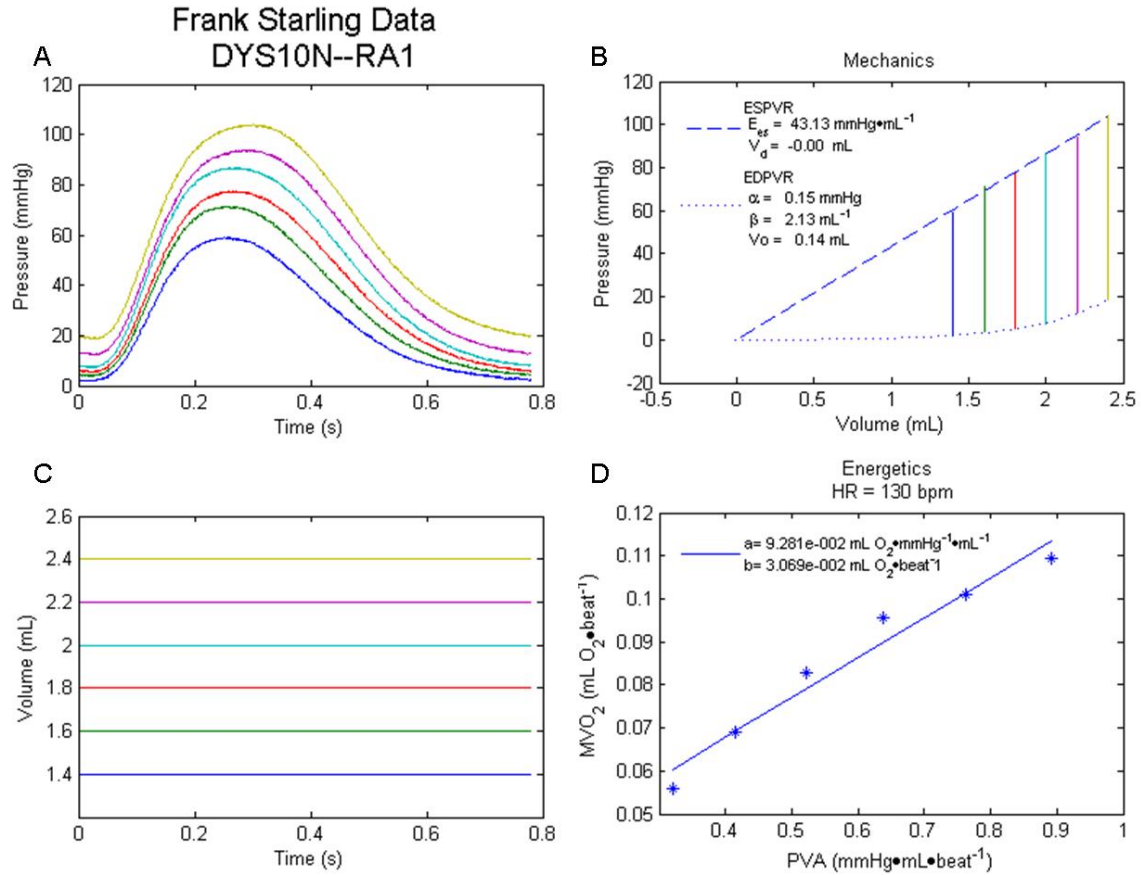 Frank Starling Data
DYS10N--RA1
A
120
100
80
60
40
20
0
Pressure (mmHg)
0
0.2
0.4
0.6
0.8
Time (s)
B
Mechanics
120
100
80
60
40
20
0
-20
Pressure (mmHg)
ESPVR
Ees = 43.13 mmHg•mL⁻¹
Vd = -0.00 mL
EDPVR
α = 0.15 mmHg
β = 2.13 mL⁻¹
Vo = 0.14 mL
-0.5
0
0.5
1
1.5
2
2.5
Volume (mL)
C
2.6
2.4
2.2
2
1.8
1.6
1.4
Volume (mL)
2.4
2.2
2
1.8
1.6
1.4
0
0.2
0.4
0.6
0.8
Time (s)
D
Energetics
HR = 130 bpm
0.12
0.11
0.1
0.09
0.08
0.07
0.06
0.05
MVO₂ (mL O₂•beat⁻¹)
a= 9.281e-002 mL O₂•mmHg⁻¹•mL⁻¹
b= 3.069e-002 mL O₂•beat⁻¹
0.4
0.5
0.6
0.7
0.8
0.9
1
PVA (mmHg•mL•beat⁻¹)